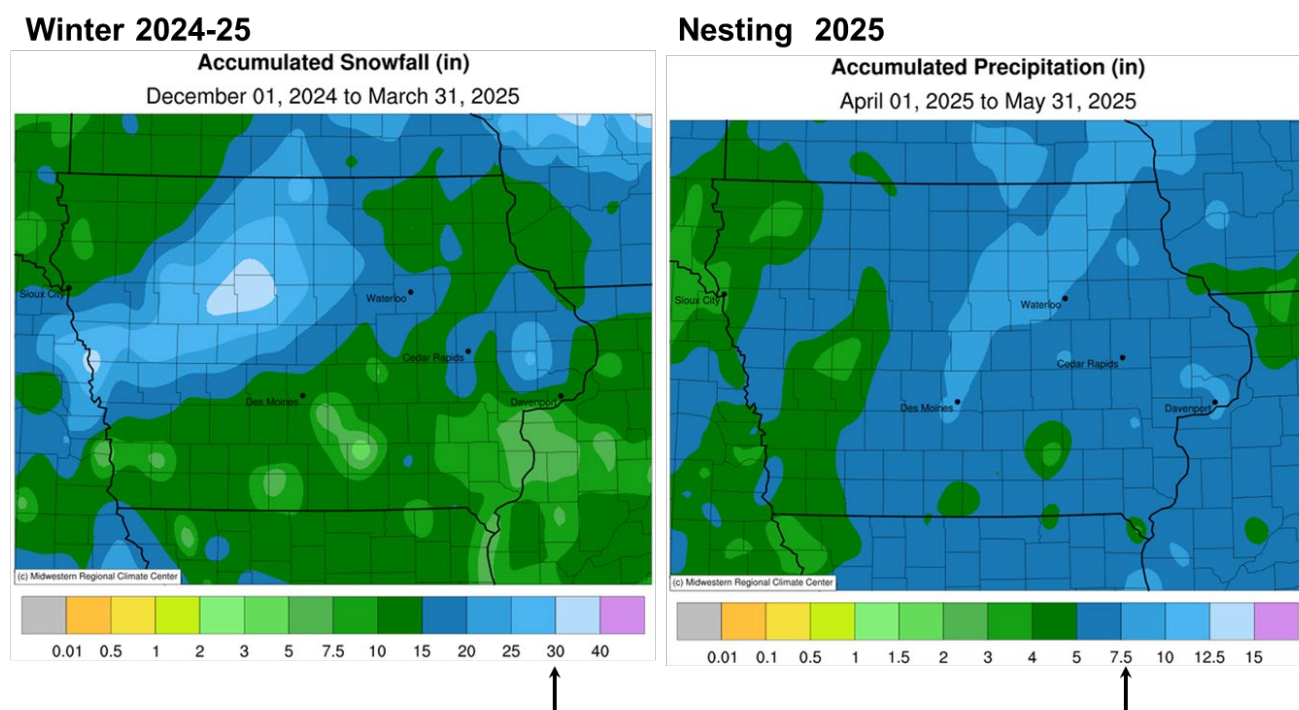 Winter 2024-25
Accumulated Snowfall (in)
December 01, 2024 to March 31, 2025
Sioux City
Waterloo
Cedar Rapids
Des Moines
Davenport
(c) Midwestern Regional Climate Center
0.01 0.5 1 2 3 5 7.5 10 15 20 25 30 40
Nesting 2025
Accumulated Precipitation (in)
April 01, 2025 to May 31, 2025
Sioux City
Waterloo
Cedar Rapids
Des Moines
Davenport
(c) Midwestern Regional Climate Center
0.01 0.1 0.5 1 1.5 2 3 4 5 7.5 10 12.5 15